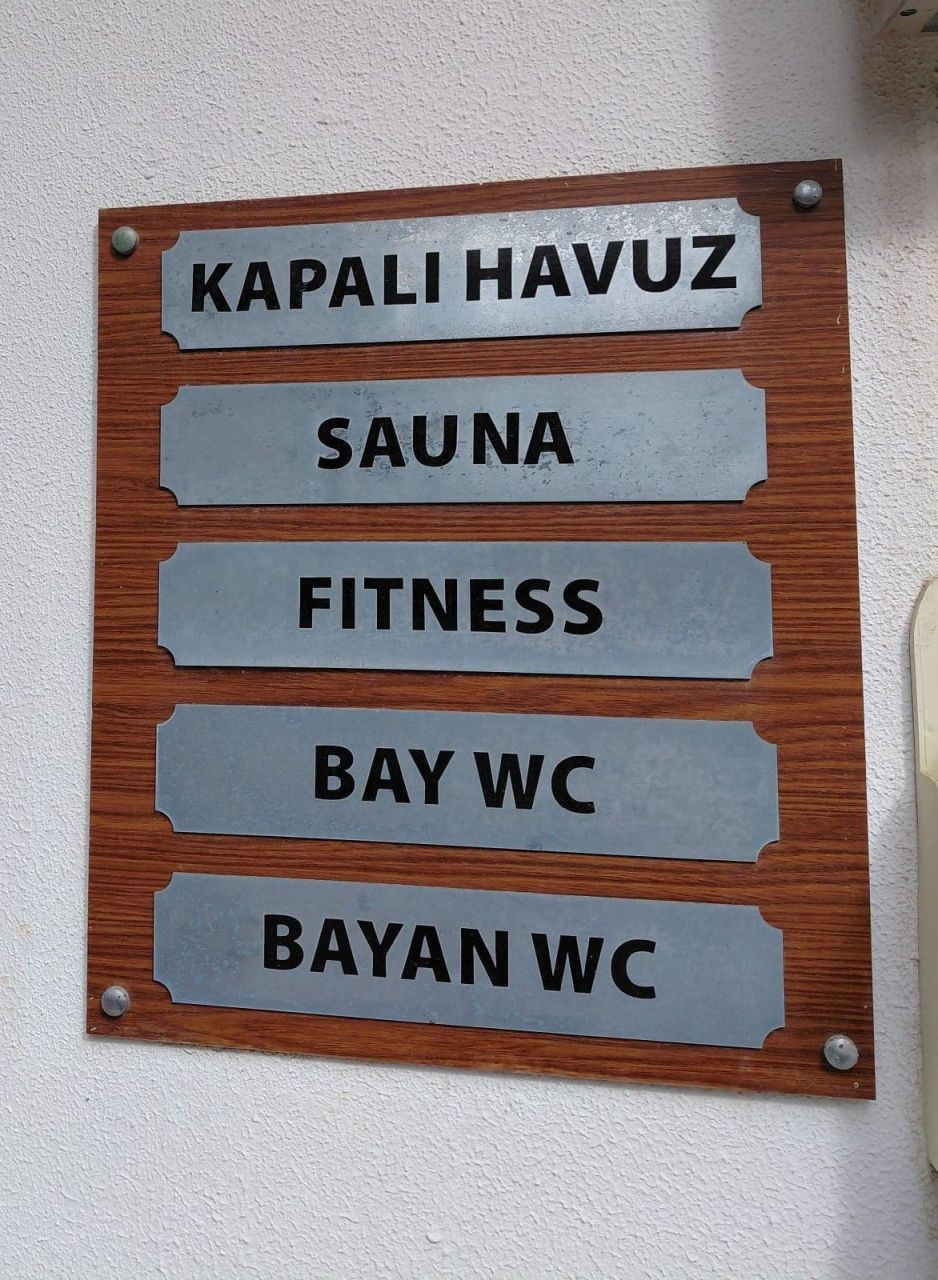 KAPALI HAVUZ
SAUNA
FITNESS
BAY WC
BAYAN WC